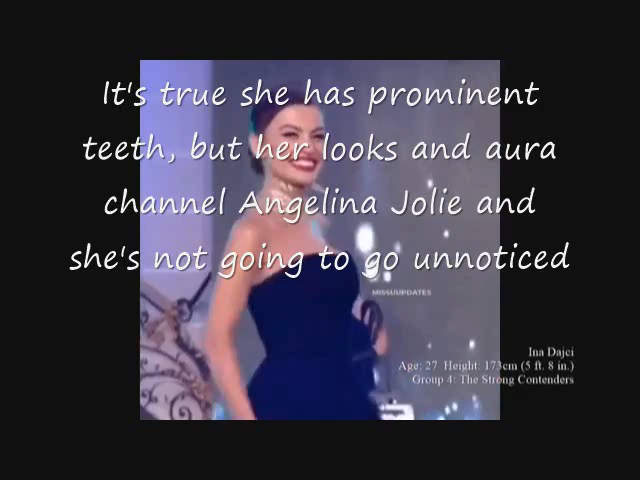 It's true she has prominent
teeth, but her looks and aura
channel Angelina Jolie and
she's not going to go unnoticed
MISSUUPDATES
Ina Dajci
Age: 27 Height: 173cm (5 ft. 8 in.)
Group 4: The Strong Contenders